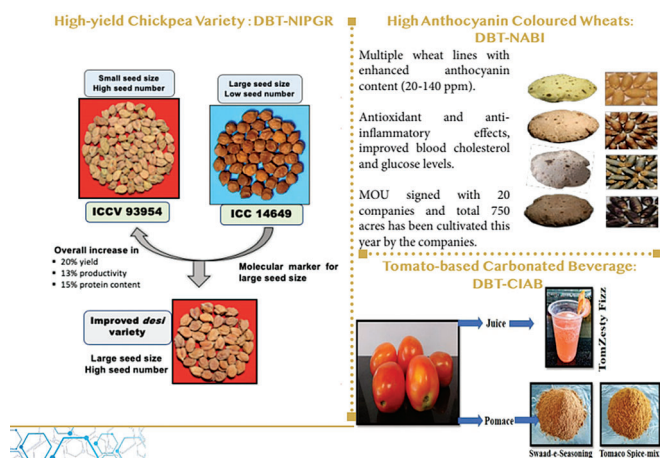 High-yield Chickpea Variety : DBT-NIPGR
Small seed size
High seed number
Large seed size
Low seed number
ICCV 93954
ICC 14649
Overall increase in
▪ 20% yield
▪ 13% productivity
▪ 15% protein content
Molecular marker for
large seed size
Improved desi
variety
Large seed size
High seed number
High Anthocyanin Coloured Wheats:
DBT-NABI
Multiple wheat lines with
enhanced anthocyanin
content (20-140 ppm).
Antioxidant and anti-
inflammatory effects,
improved blood cholesterol
and glucose levels.
MOU signed with 20
companies and total 750
acres has been cultivated this
year by the companies.
Tomato-based Carbonated Beverage:
DBT-CIAB
Juice
TomZesty Fizz
Pomace
Swaad-e-Seasoning
Tomaco Spice-mix